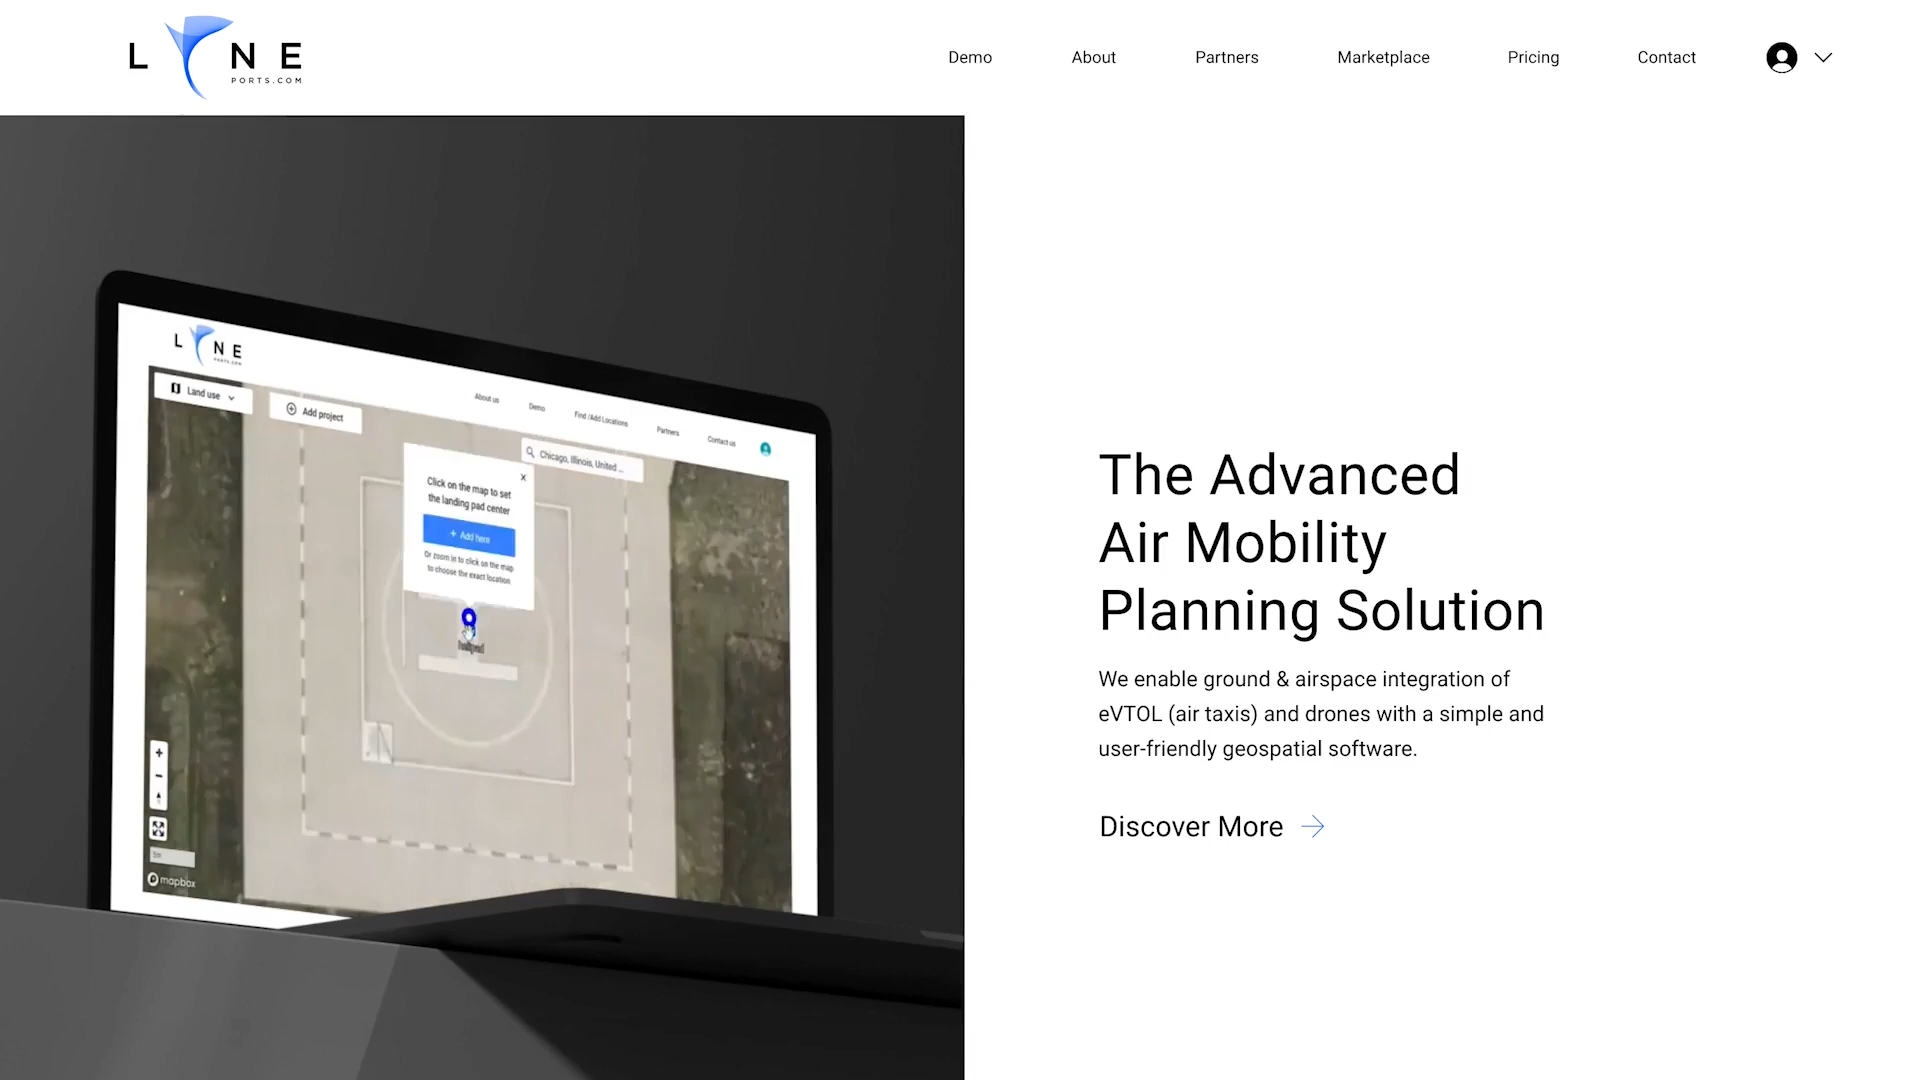 LYNE
PORTS.COM
Demo
About
Partners
Marketplace
Pricing
Contact
LYNE
PORTS.COM
About us
Demo
Find /Add Locations
Partners
Contact us
Land use
Add project
Chicago, Illinois, United ...
Click on the map to set
the landing pad center
+ Add here
Or zoom in to click on the map
to choose the exact location
mapbox
The Advanced
Air Mobility
Planning Solution
We enable ground & airspace integration of
eVTOL (air taxis) and drones with a simple and
user-friendly geospatial software.
Discover More